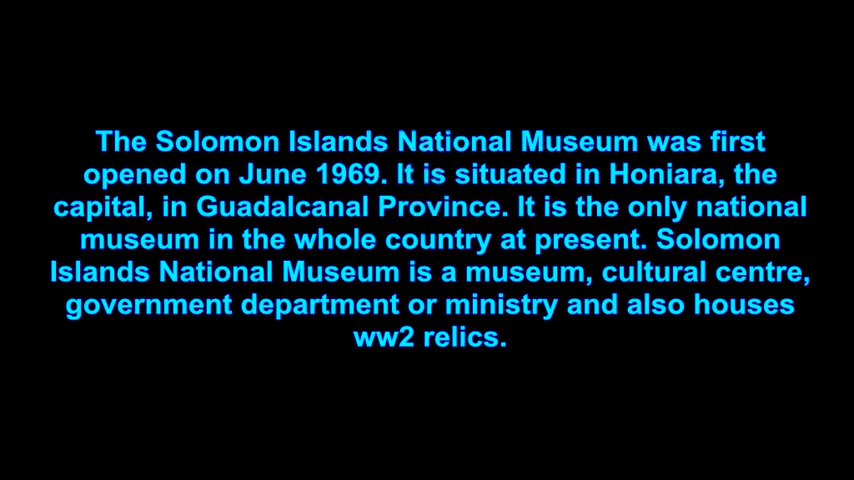 The Solomon Islands National Museum was first
opened on June 1969. It is situated in Honiara, the
capital, in Guadalcanal Province. It is the only national
museum in the whole country at present. Solomon
Islands National Museum is a museum, cultural centre,
government department or ministry and also houses
ww2 relics.